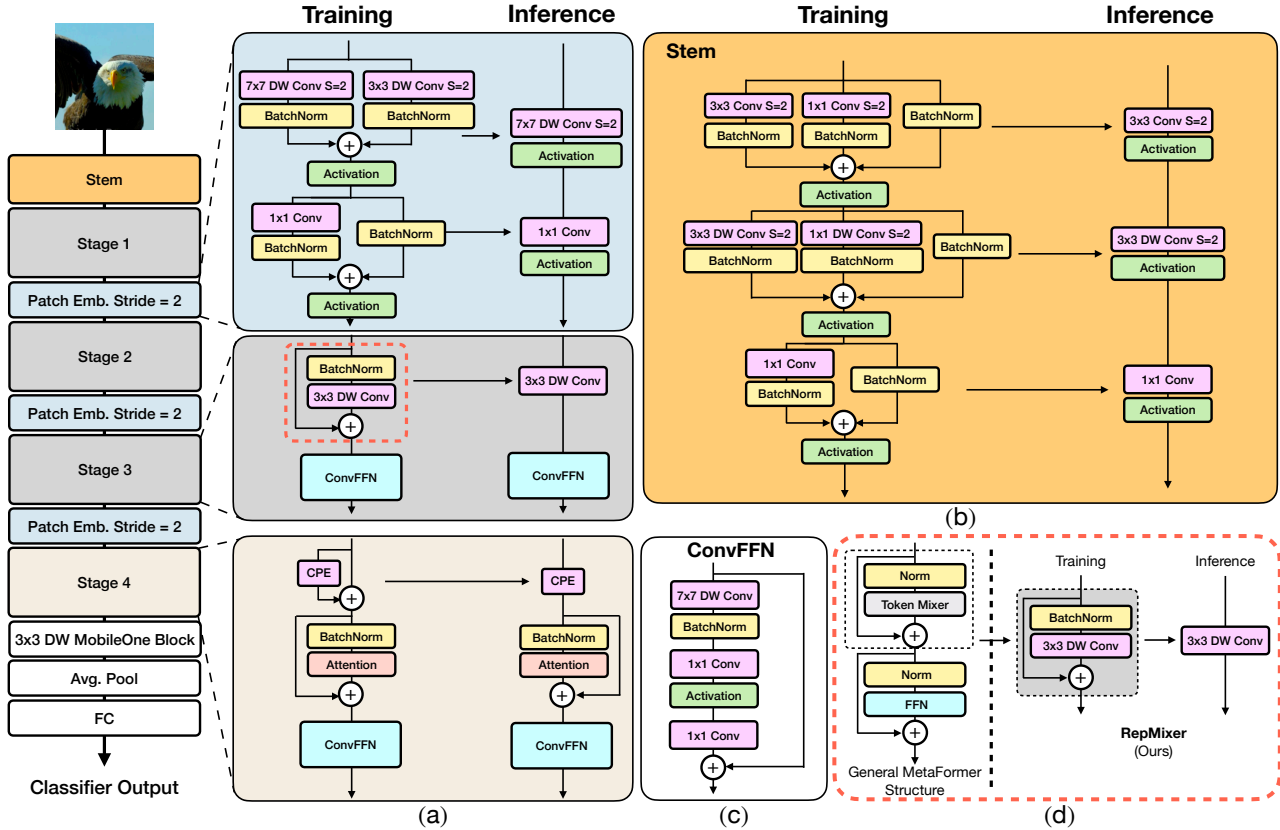 Training
Inference
Training
Inference
Stem
Stage 1
Patch Emb. Stride = 2
Stage 2
Patch Emb. Stride = 2
Stage 3
Patch Emb. Stride = 2
Stage 4
3x3 DW MobileOne Block
Avg. Pool
FC
Classifier Output
7x7 DW Conv S=2
3x3 DW Conv S=2
BatchNorm
BatchNorm
+
Activation
1x1 Conv
BatchNorm
BatchNorm
+
Activation
7x7 DW Conv S=2
Activation
1x1 Conv
Activation
BatchNorm
3x3 DW Conv
+
ConvFFN
3x3 DW Conv
ConvFFN
CPE
+
BatchNorm
Attention
+
ConvFFN
CPE
BatchNorm
Attention
+
ConvFFN
(a)
Stem
3x3 Conv S=2
1x1 Conv S=2
BatchNorm
BatchNorm
BatchNorm
+
Activation
3x3 DW Conv S=2
1x1 DW Conv S=2
BatchNorm
BatchNorm
BatchNorm
+
Activation
1x1 Conv
BatchNorm
BatchNorm
+
Activation
3x3 Conv S=2
Activation
3x3 DW Conv S=2
Activation
1x1 Conv
Activation
(b)
ConvFFN
7x7 DW Conv
BatchNorm
1x1 Conv
Activation
1x1 Conv
+
(c)
Norm
Token Mixer
+
Norm
FFN
+
General MetaFormer
Structure
Training
BatchNorm
3x3 DW Conv
+
Inference
3x3 DW Conv
RepMixer
(Ours)
(d)